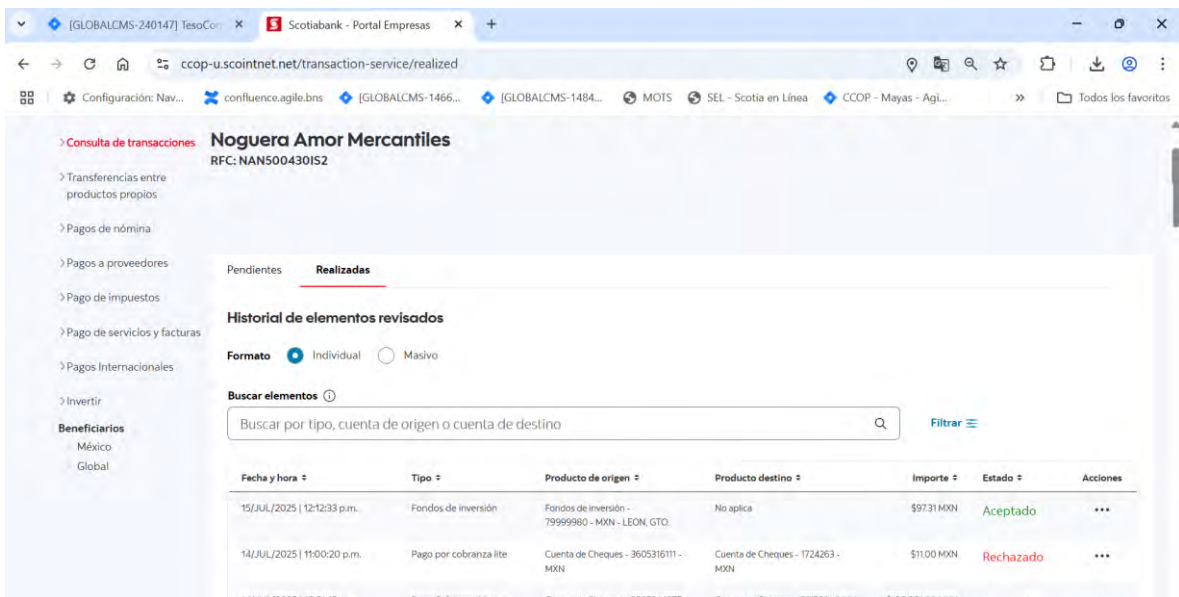 [GLOBALCMS-240147] TesoCor
Scotiabank - Portal Empresas
ccop-u.scointnet.net/transaction-service/realized
Configuración: Nav...
confluence.agile.bns
[GLOBALCMS-1466...
[GLOBALCMS-1484...
MOTS
SEL - Scotia en Línea
CCOP - Mayas - Agi...
Todos los favoritos
Consulta de transacciones
Transferencias entre
productos propios
Pagos de nómina
Pagos a proveedores
Pago de impuestos
Pago de servicios y facturas
Pagos Internacionales
Invertir
Beneficiarios
México
Global
Noguera Amor Mercantiles
RFC: NAN500430IS2
Pendientes
Realizadas
Historial de elementos revisados
Formato Individual Masivo
Buscar elementos
Buscar por tipo, cuenta de origen o cuenta de destino
Filtrar
Fecha y hora Tipo Producto de origen Producto destino Importe Estado Acciones
15/JUL/2025 | 12:12:33 p.m. Fondos de inversión Fondos de inversión - No aplica $97.31 MXN Aceptado
79999980 - MXN - LEON, GTO.
14/JUL/2025 | 11:00:20 p.m. Pago por cobranza lite Cuenta de Cheques - 3605316111 - Cuenta de Cheques - 1724263 - $11.00 MXN Rechazado
MXN MXN